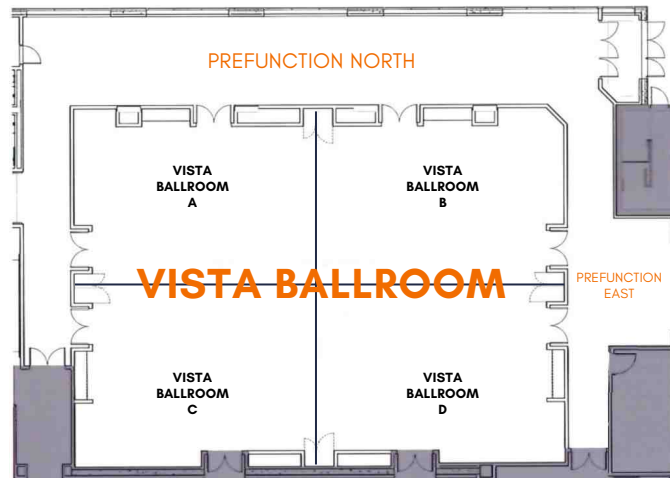 PREFUNCTION NORTH
VISTA
BALLROOM
A
VISTA
BALLROOM
B
VISTA BALLROOM
PREFUNCTION
EAST
VISTA
BALLROOM
C
VISTA
BALLROOM
D